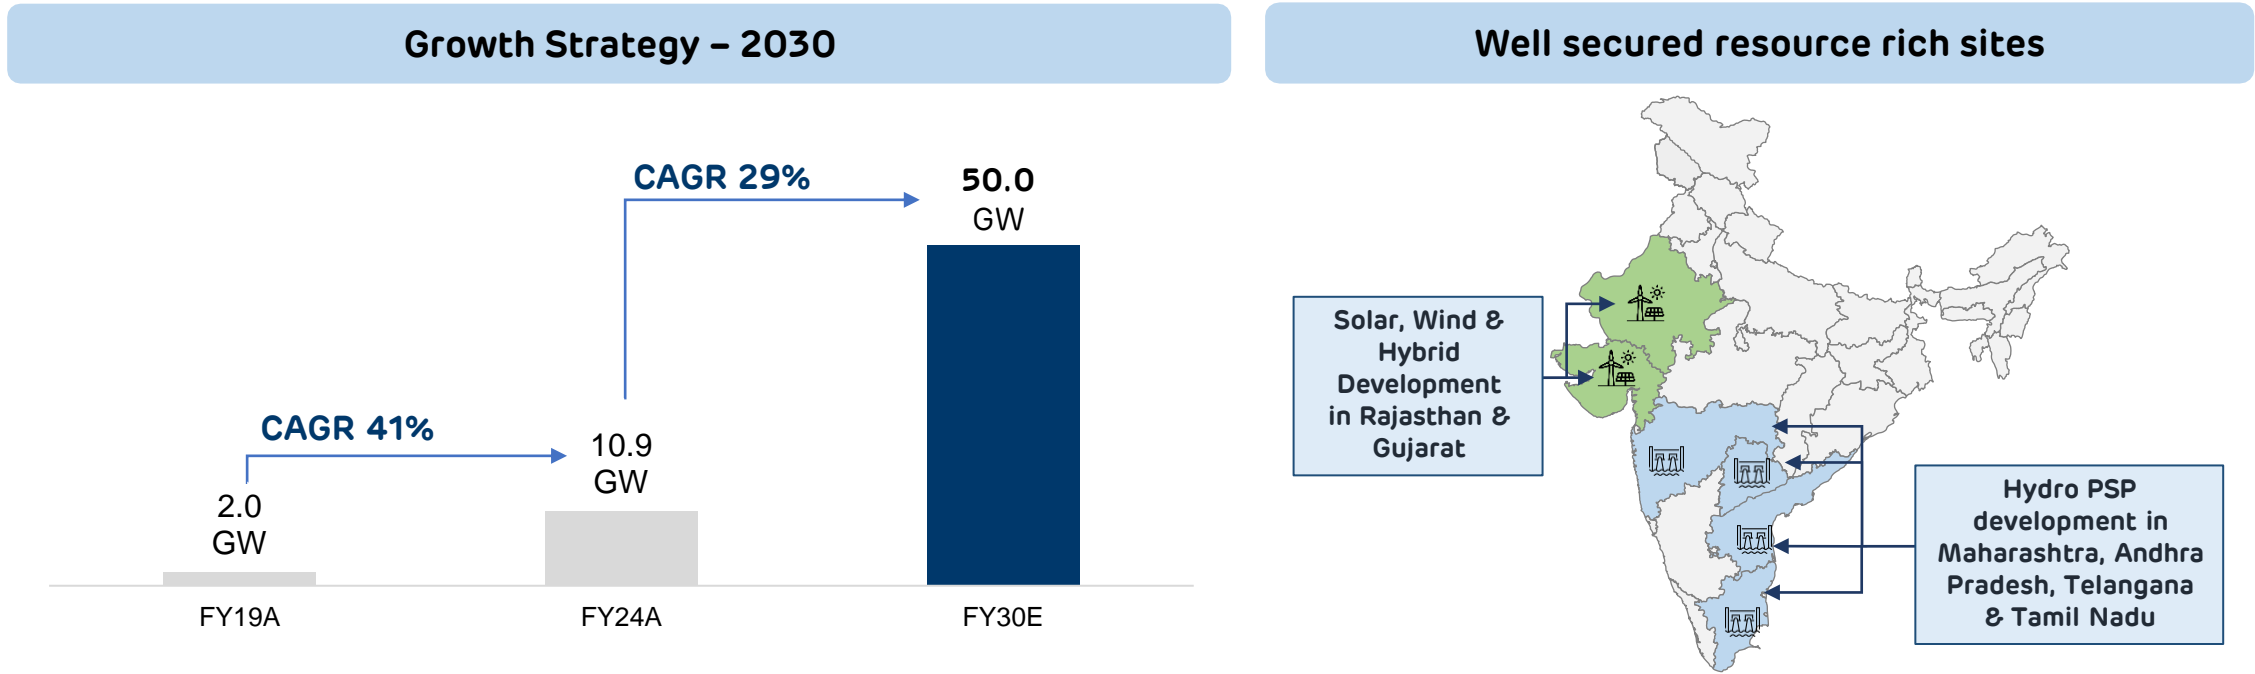 Growth Strategy – 2030
CAGR 29%
50.0
GW
CAGR 41%
10.9
GW
2.0
GW
FY19A
FY24A
FY30E
Well secured resource rich sites
Solar, Wind &
Hybrid
Development
in Rajasthan &
Gujarat
Hydro PSP
development in
Maharashtra, Andhra
Pradesh, Telangana
& Tamil Nadu